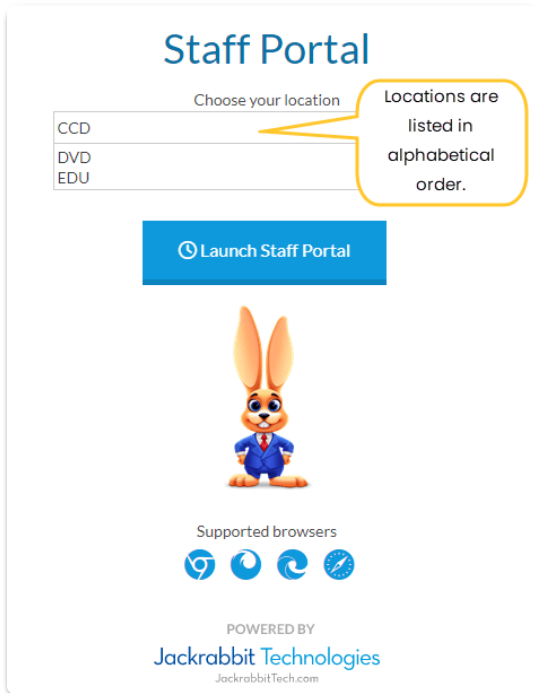 Staff Portal
Choose your location
Locations are
listed in
alphabetical
order.
CCD
DVD
EDU
Launch Staff Portal
Supported browsers
POWERED BY
Jackrabbit Technologies
JackrabbitTech.com